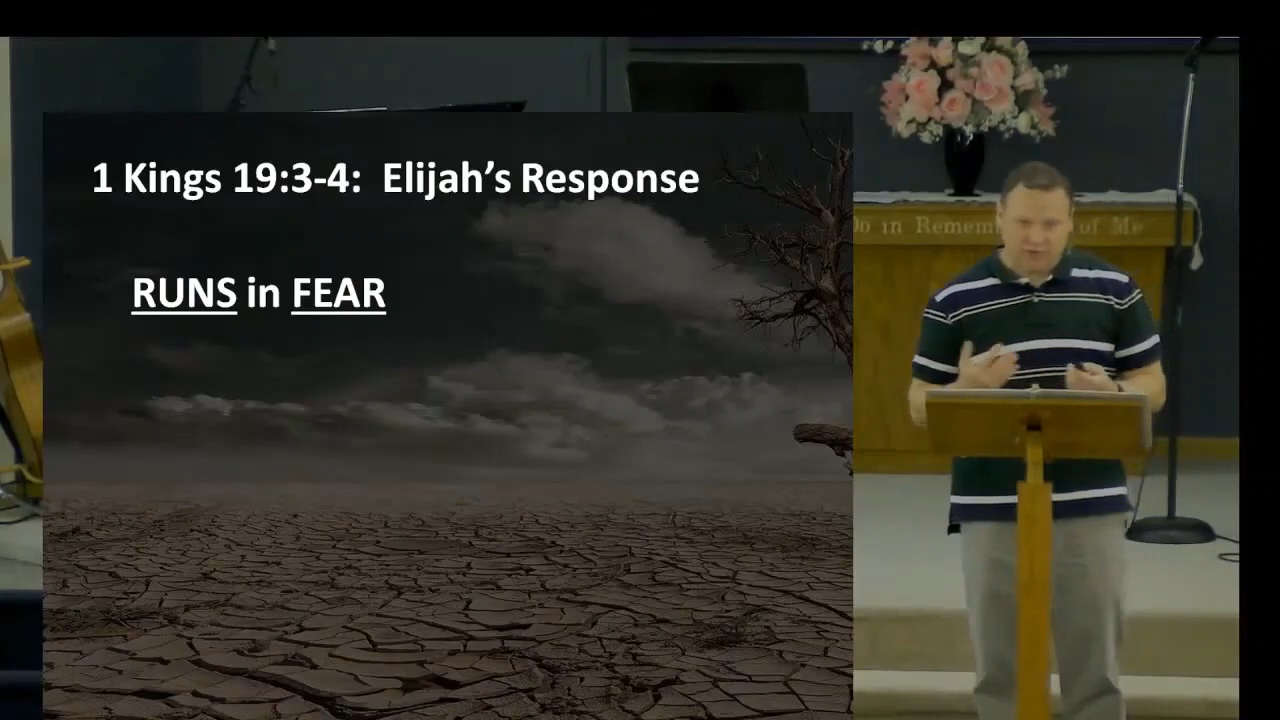 1 Kings 19:3-4:  Elijah’s Response
RUNS in FEAR
Do in Remem of Me